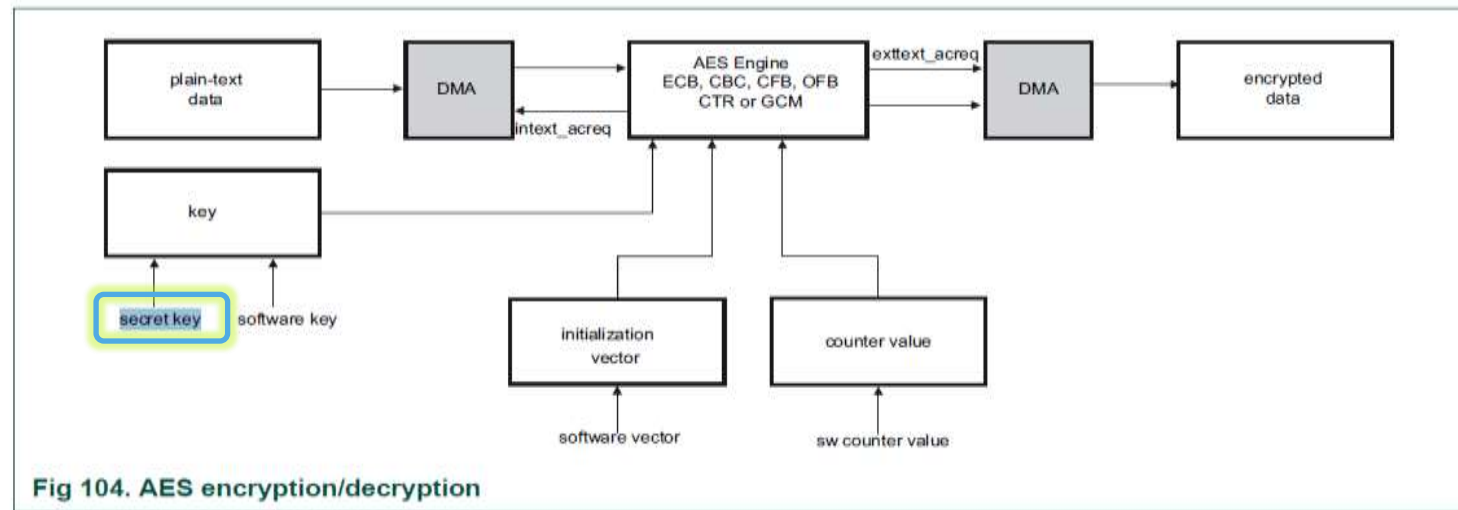 plain-text
data
DMA
AES Engine
ECB, CBC, CFB, OFB
CTR or GCM
exttext_acreq
DMA
encrypted
data
intext_acreq
key
secret key
software key
initialization
vector
counter value
software vector
sw counter value
Fig 104. AES encryption/decryption